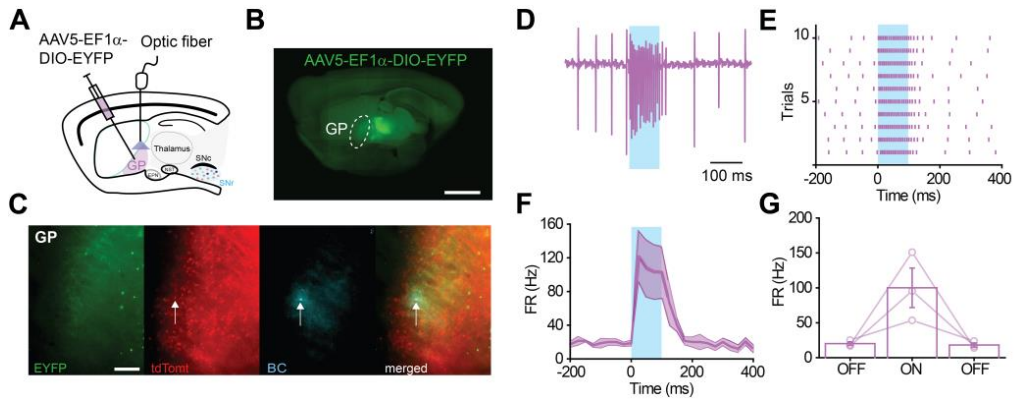 A
AAV5-EF1α-
DIO-EYFP
Optic fiber
Thalamus
GP
EPN
SNc
SNr
B
AAV5-EF1α-DIO-EYFP
GP
C
GP
EYFP
tdTomt
BC
merged
D
100 ms
E
Trials
10
5
-200
0
200
400
Time (ms)
F
FR (Hz)
160
120
80
40
0
-200
0
200
400
Time (ms)
G
FR (Hz)
200
150
100
50
0
OFF
ON
OFF